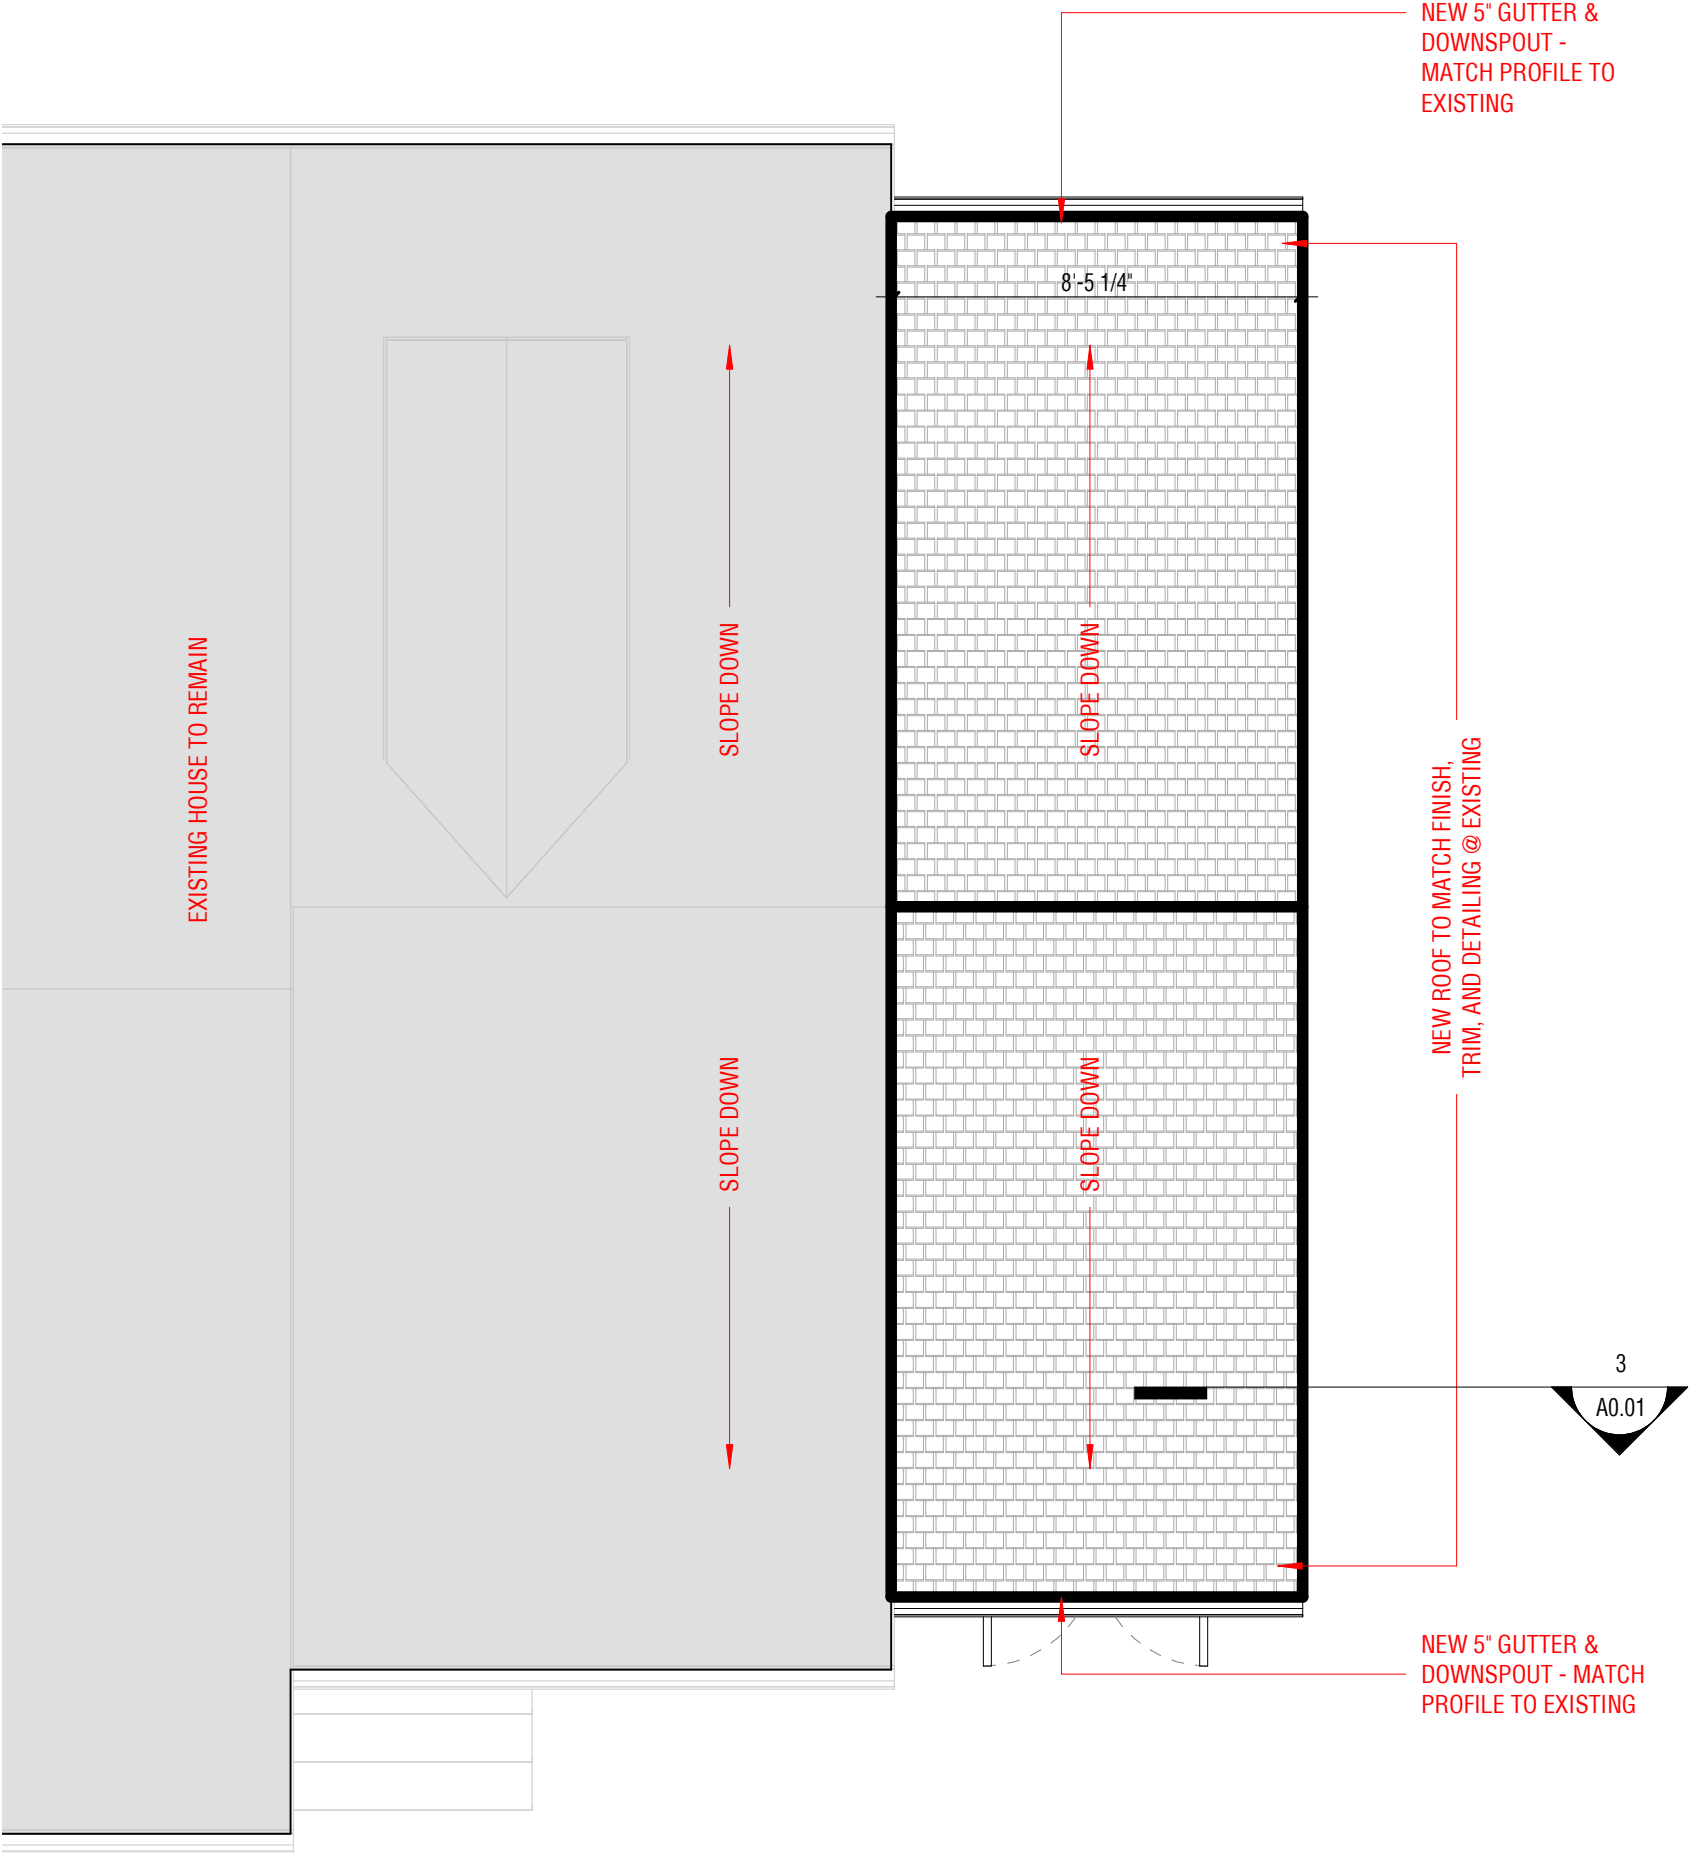 NEW 5" GUTTER &
DOWNSPOUT -
MATCH PROFILE TO
EXISTING
8'-5 1/4"
EXISTING HOUSE TO REMAIN
SLOPE DOWN
SLOPE DOWN
NEW ROOF TO MATCH FINISH,
TRIM, AND DETAILING @ EXISTING
SLOPE DOWN
SLOPE DOWN
3
A0.01
NEW 5" GUTTER &
DOWNSPOUT - MATCH
PROFILE TO EXISTING